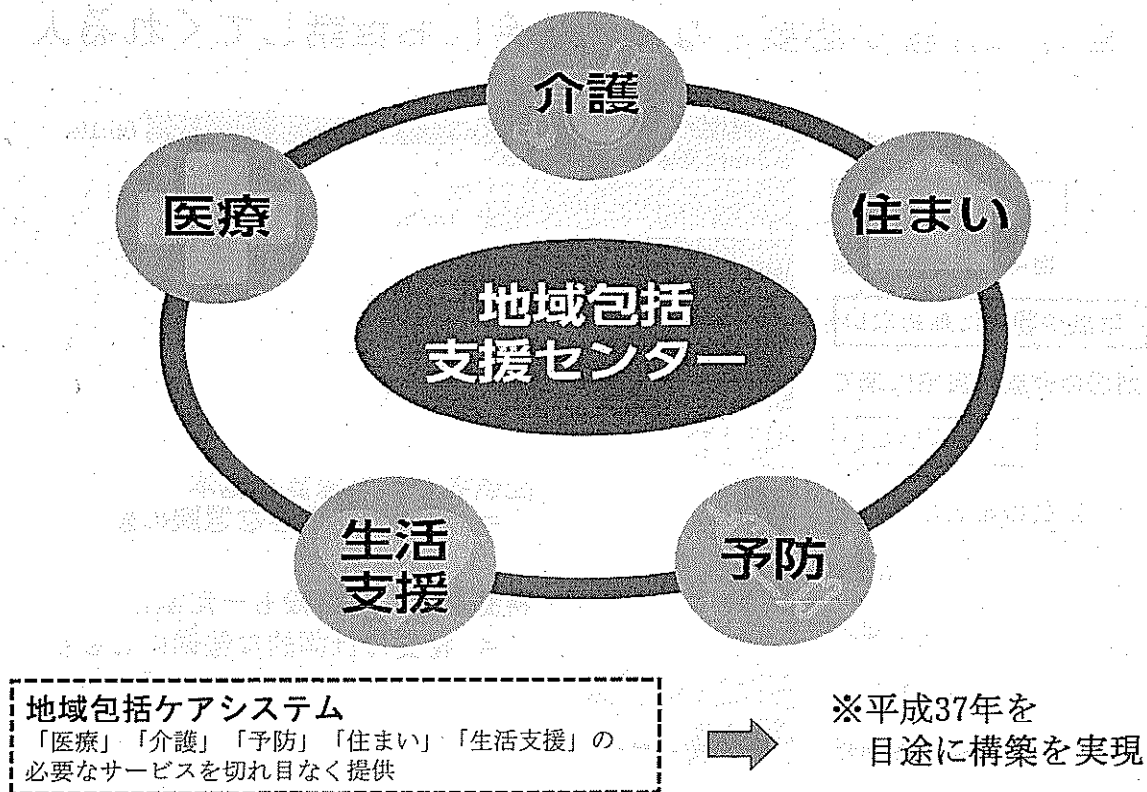 介護
医療
住まい
地域包括
支援センター
生活
支援
予防
地域包括ケアシステム
「医療」「介護」「予防」「住まい」「生活支援」の
必要なサービスを切れ目なく提供
※平成37年を
目途に構築を実現